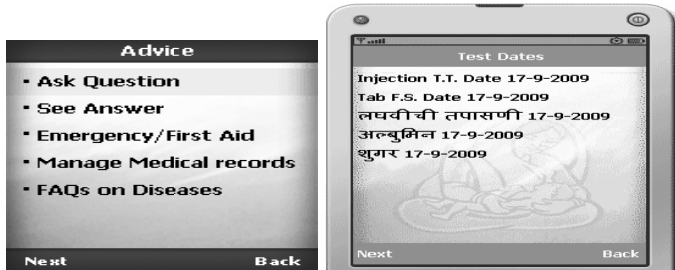 Advice
Ask Question
See Answer
Emergency/First Aid
Manage Medical records
FAQs on Diseases
Next Back
Test Dates
Injection T.T. Date 17-9-2009
Tab F.S. Date 17-9-2009
लघवीची तपासणी 17-9-2009
अल्बुमिन 17-9-2009
शुगर 17-9-2009
Next Back